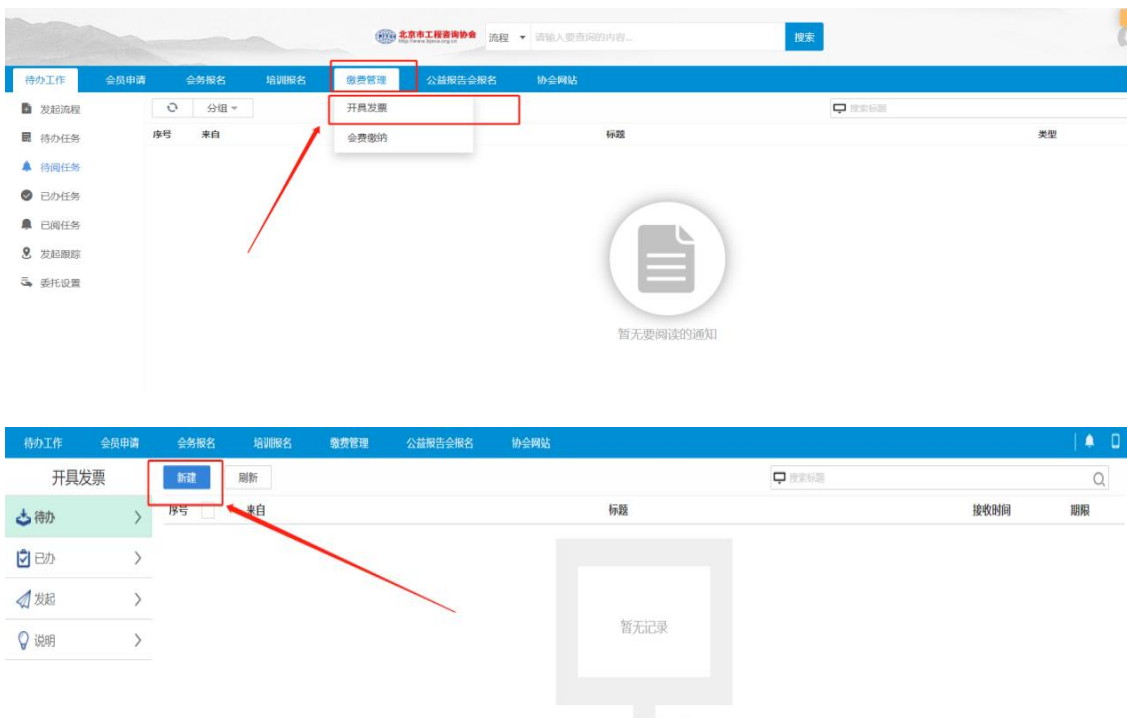 北京市工程咨询协会 流程 请输入要查阅的内容... 搜索
http://www.bjeca.org.cn
待办工作 会员申请 会务报名 培训报名 缴费管理 公益报告会报名 协会网站
发起流程 分组 开具发票 搜索标题
待办任务 序号 来自 会费缴纳 标题 类型
待阅任务
已办任务
已阅任务
发起跟踪
委托设置
暂无要阅读的通知
待办工作 会员申请 会务报名 培训报名 缴费管理 公益报告会报名 协会网站
开具发票 新建 刷新 搜索标题
待办 序号 来自 标题 接收时间 期限
已办
发起
说明
暂无记录